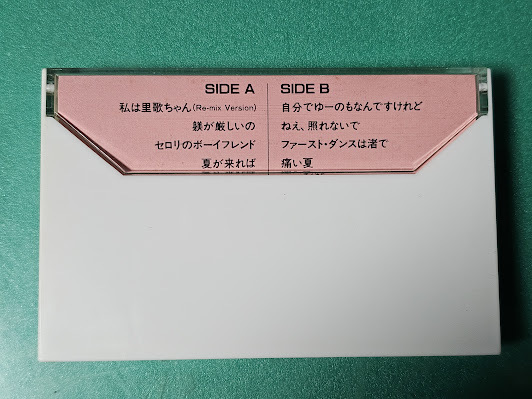 SIDE A
私は里歌ちゃん(Re-mix Version)
躾が厳しいの
セロリのボーイフレンド
夏が来れば
SIDE B
自分でゆーのもなんですけれど
ねえ、照れないで
ファースト・ダンスは渚で
痛い夏